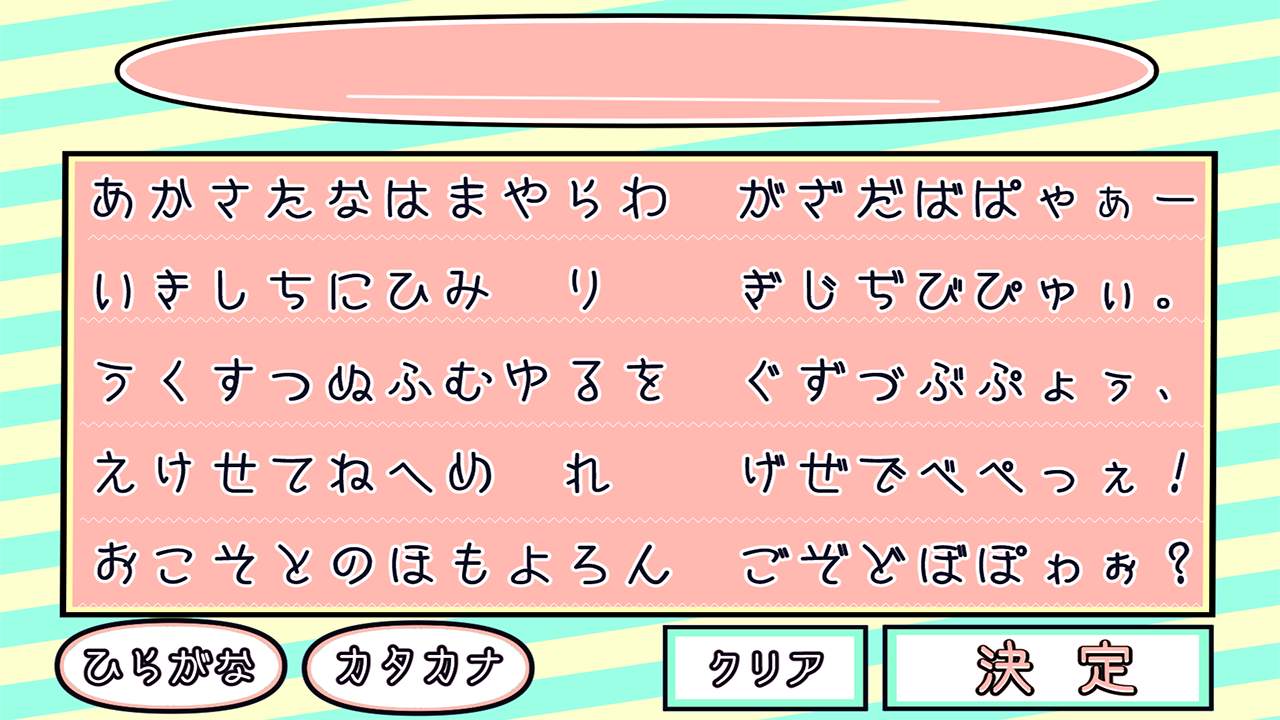 あかさたなはまやらわ がざだばぱゃぁー
いきしちにひみ り ぎじぢびぴゅぃ。
うくすつぬふむゆるを ぐずづぶぷょぅ、
えけせてねへめ れ げぜでべぺっぇ！
おこそとのほもよろん ごぞどぼぽゎぉ？
ひらがな カタカナ クリア 決定